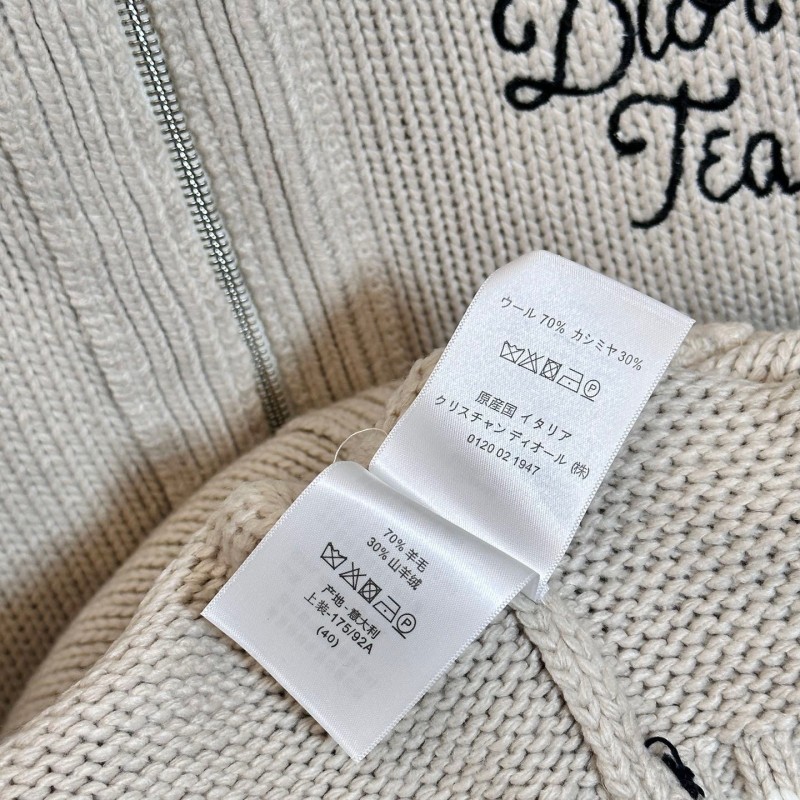 Dior
Tea
ウール 70% カシミヤ 30%
原産国 イタリア
クリスチャン ディオール (株)
0120 02 1947
70% 羊毛
30% 山羊绒
产地 - 意大利
上装-175/92A
(40)